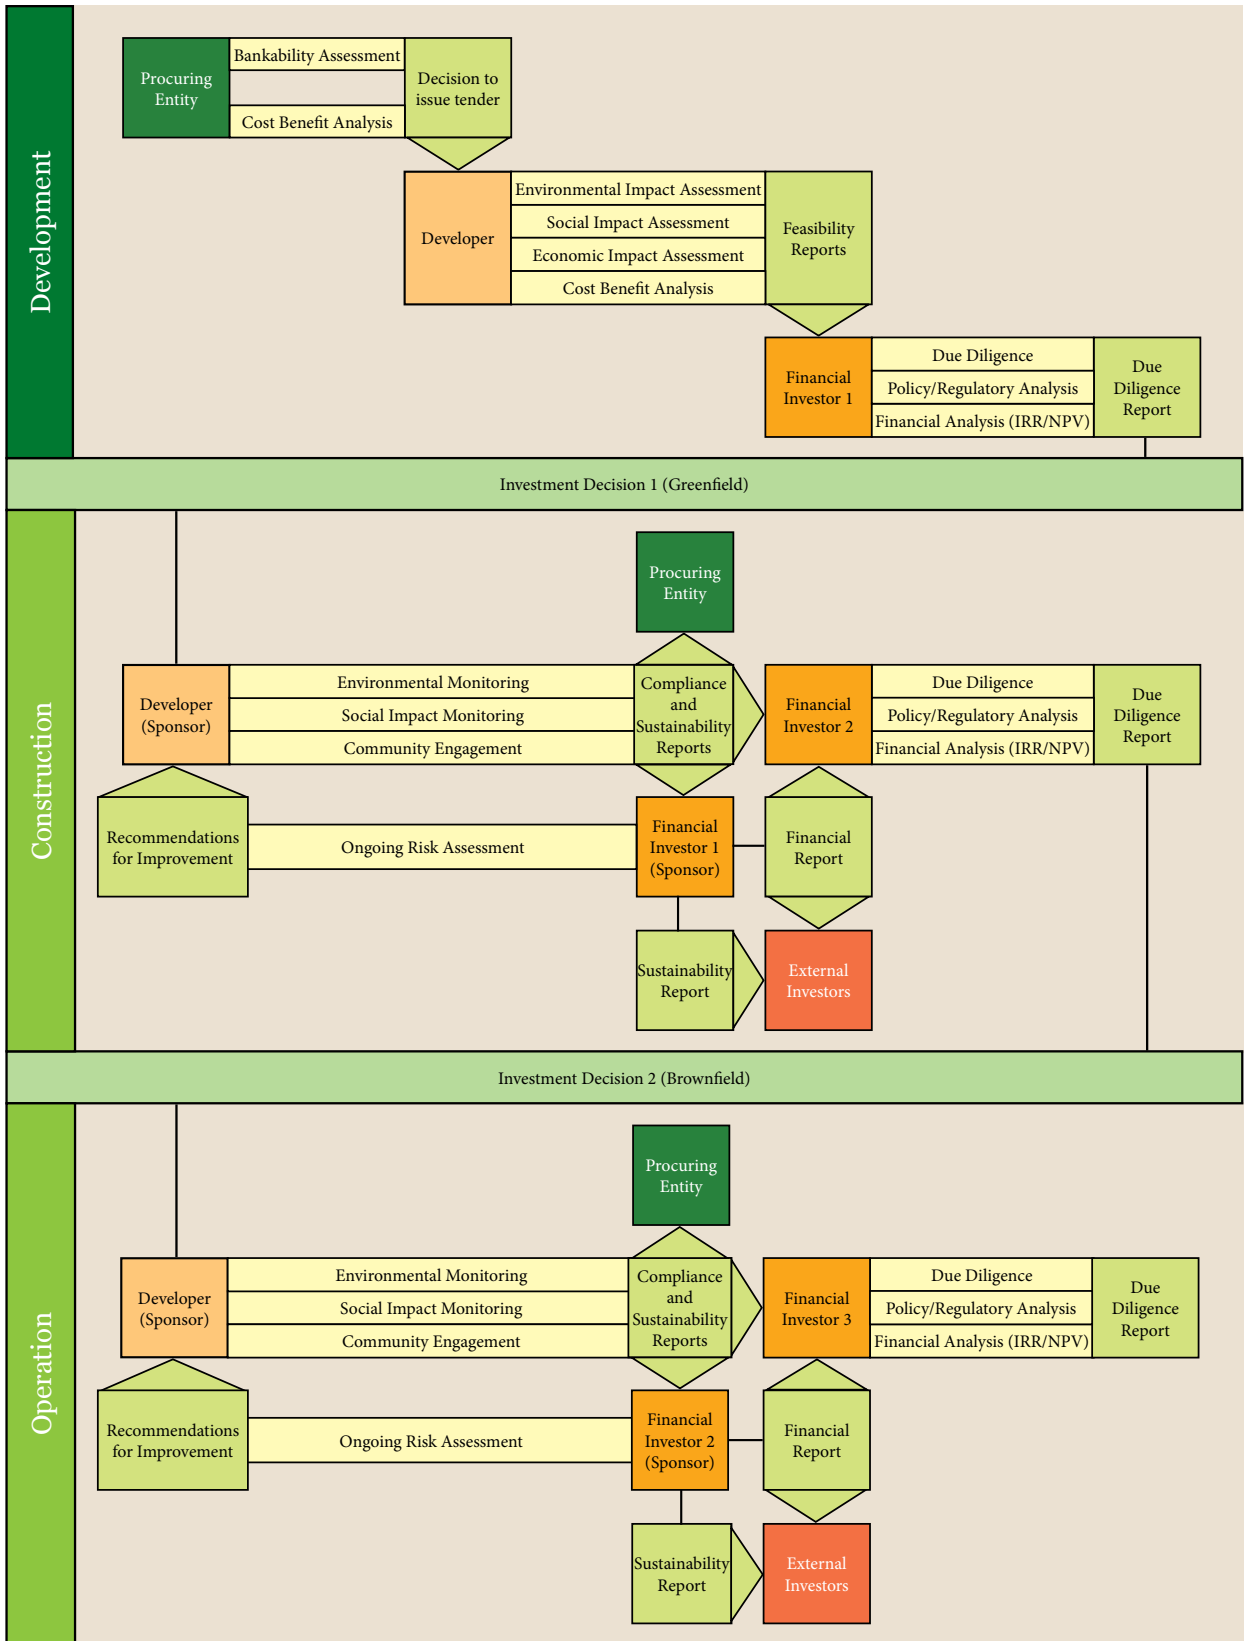 Development
Procuring
Entity
Bankability Assessment
Cost Benefit Analysis
Decision to
issue tender
Developer
Environmental Impact Assessment
Social Impact Assessment
Economic Impact Assessment
Cost Benefit Analysis
Feasibility
Reports
Financial
Investor 1
Due Diligence
Policy/Regulatory Analysis
Financial Analysis (IRR/NPV)
Due
Diligence
Report
Investment Decision 1 (Greenfield)
Construction
Procuring
Entity
Developer
(Sponsor)
Environmental Monitoring
Social Impact Monitoring
Community Engagement
Compliance
and
Sustainability
Reports
Financial
Investor 2
Due Diligence
Policy/Regulatory Analysis
Financial Analysis (IRR/NPV)
Due
Diligence
Report
Recommendations
for Improvement
Ongoing Risk Assessment
Financial
Investor 1
(Sponsor)
Financial
Report
Sustainability
Report
External
Investors
Investment Decision 2 (Brownfield)
Operation
Procuring
Entity
Developer
(Sponsor)
Environmental Monitoring
Social Impact Monitoring
Community Engagement
Compliance
and
Sustainability
Reports
Financial
Investor 3
Due Diligence
Policy/Regulatory Analysis
Financial Analysis (IRR/NPV)
Due
Diligence
Report
Recommendations
for Improvement
Ongoing Risk Assessment
Financial
Investor 2
(Sponsor)
Financial
Report
Sustainability
Report
External
Investors